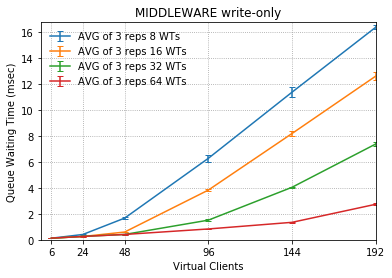 MIDDLEWARE write-only
AVG of 3 reps 8 WTs
AVG of 3 reps 16 WTs
AVG of 3 reps 32 WTs
AVG of 3 reps 64 WTs
Queue Waiting Time (msec)
16
14
12
10
8
6
4
2
0
6 24 48 96 144 192
Virtual Clients